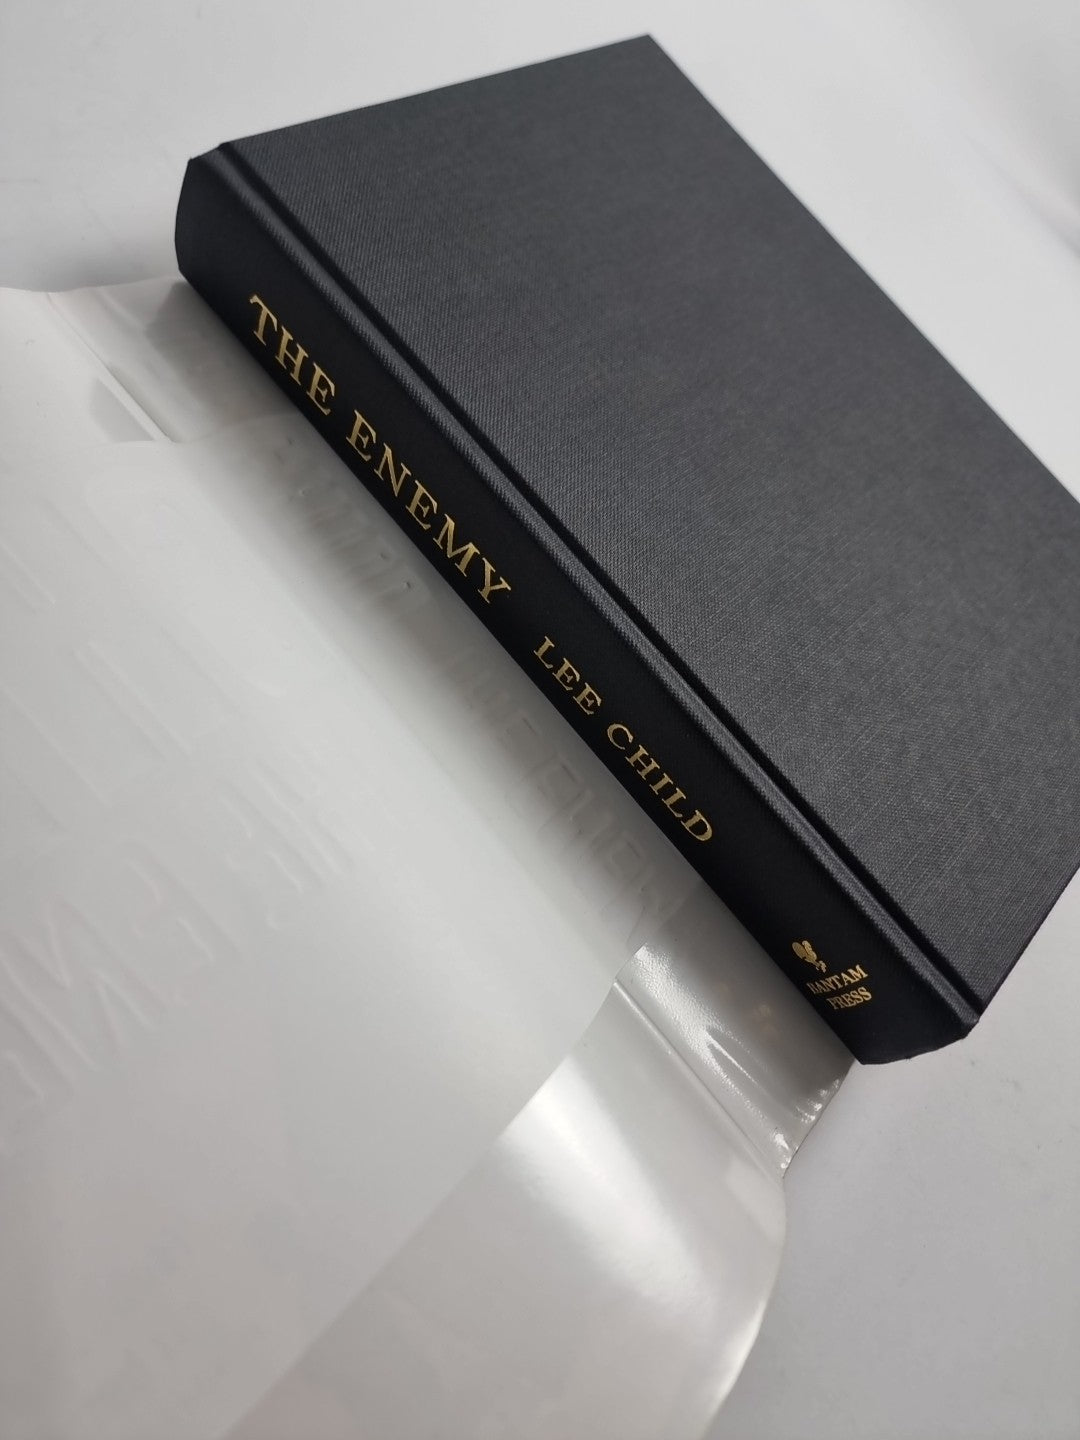 THE ENEMY
LEE CHILD
BANTAM
PRESS